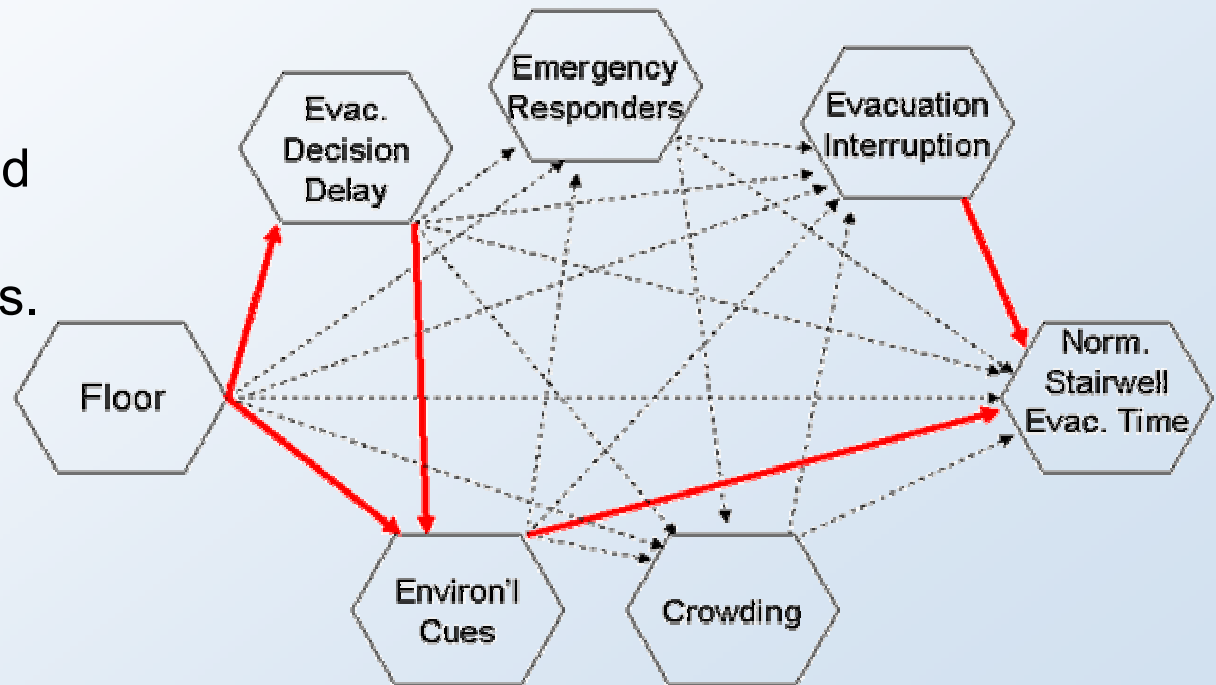 d
s.
Emergency
Responders
Evac.
Decision
Delay
Evacuation
Interruption
Floor
Norm.
Stairwell
Evac. Time
Environ'l
Cues
Crowding